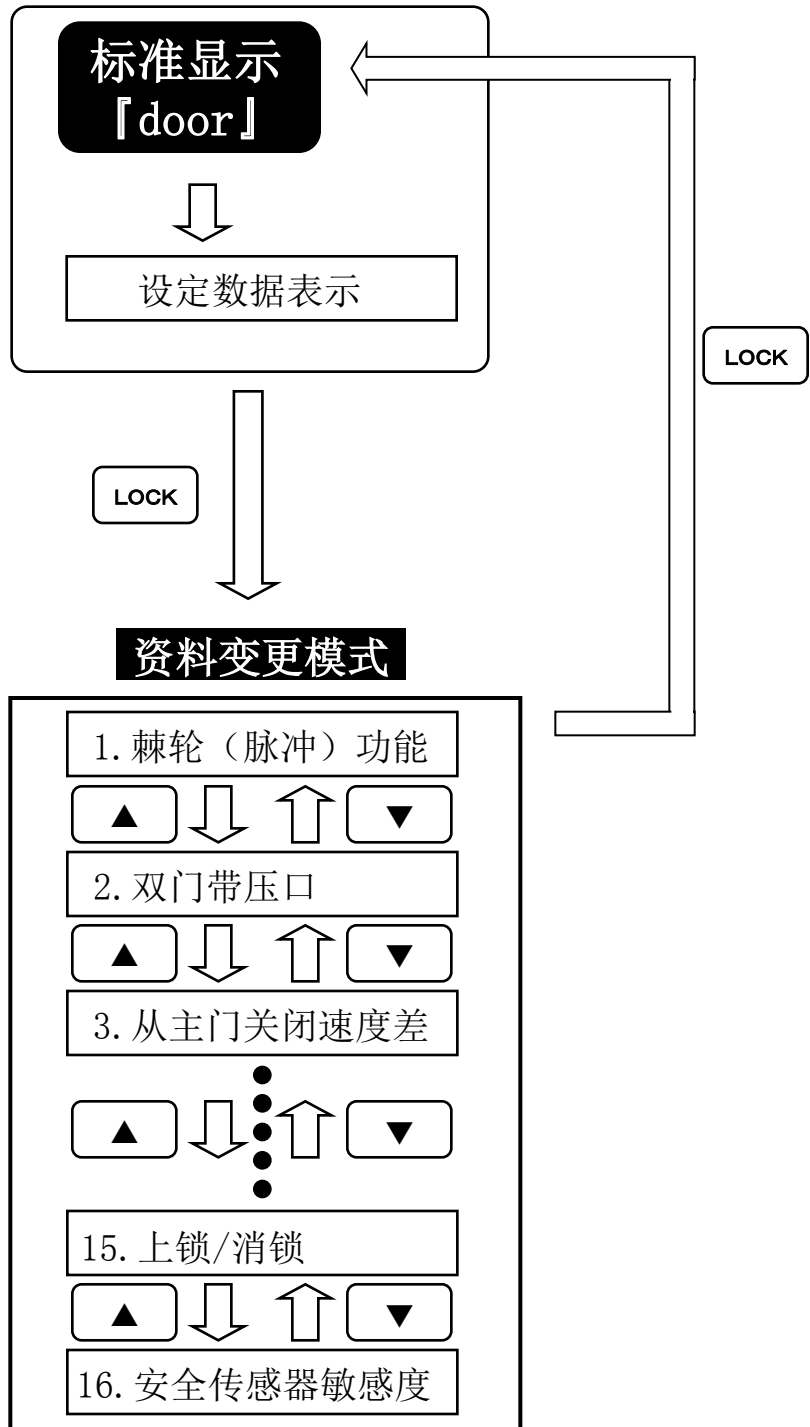 标准显示
『door』
设定数据表示
LOCK
LOCK
资料变更模式
1.棘轮（脉冲）功能
▲ ▼
2.双门带压口
▲ ▼
3.从主门关闭速度差
▲ ▼
15.上锁/消锁
▲ ▼
16.安全传感器敏感度